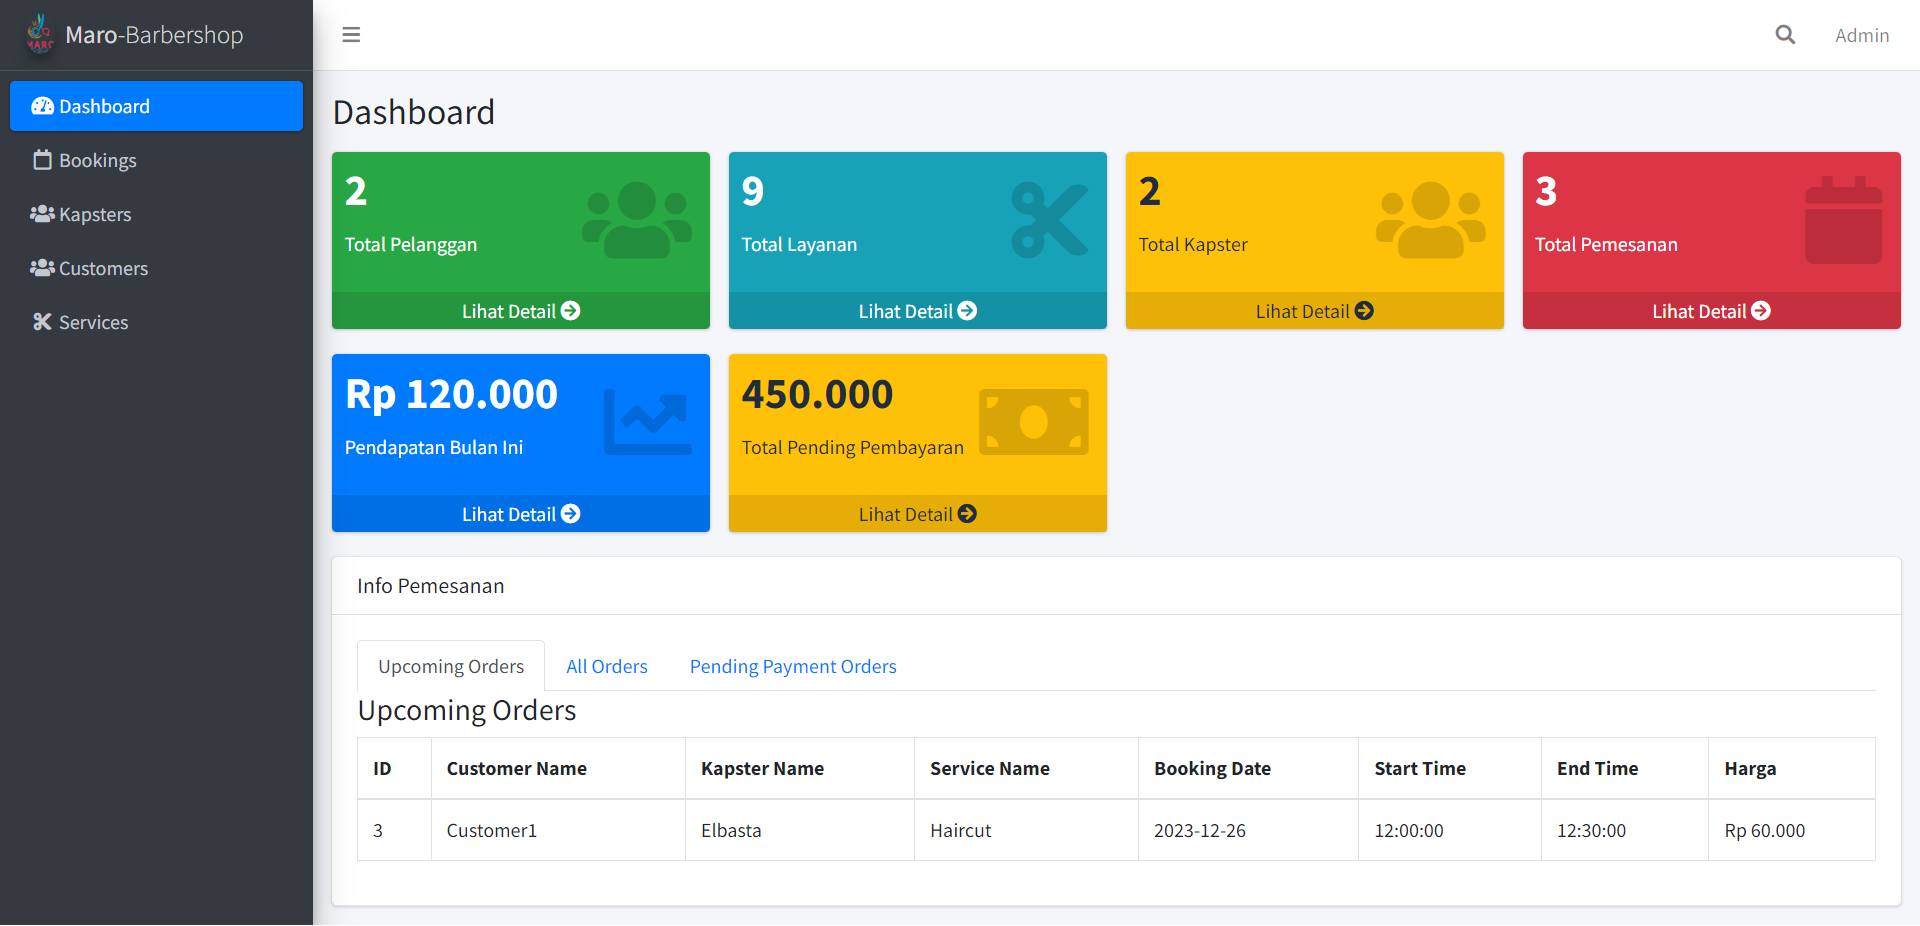 MARO
Maro-Barbershop
Admin
Dashboard
Bookings
Kapsters
Customers
Services
Dashboard
2
Total Pelanggan
Lihat Detail
9
Total Layanan
Lihat Detail
2
Total Kapster
Lihat Detail
3
Total Pemesanan
Lihat Detail
Rp 120.000
Pendapatan Bulan Ini
Lihat Detail
450.000
Total Pending Pembayaran
Lihat Detail
Info Pemesanan
Upcoming Orders All Orders Pending Payment Orders
Upcoming Orders
ID Customer Name Kapster Name Service Name Booking Date Start Time End Time Harga
3 Customer1 Elbasta Haircut 2023-12-26 12:00:00 12:30:00 Rp 60.000